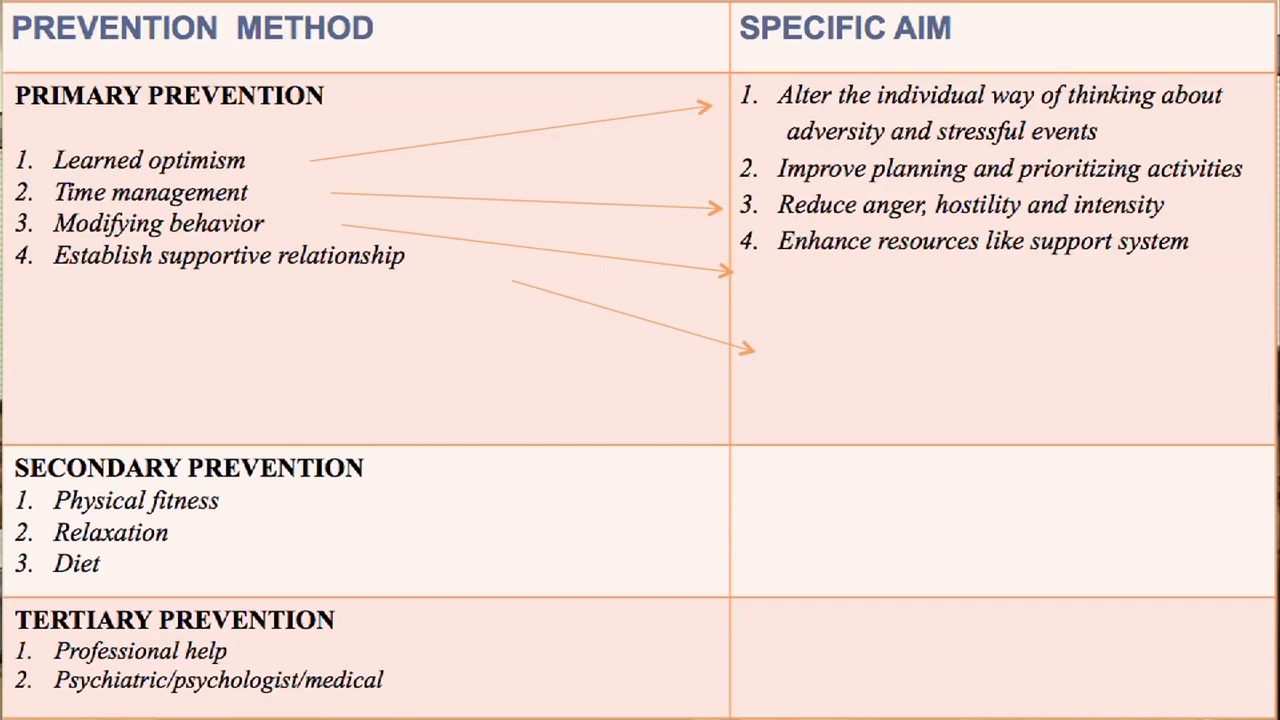 PREVENTION METHOD
SPECIFIC AIM
PRIMARY PREVENTION
1. Learned optimism
2. Time management
3. Modifying behavior
4. Establish supportive relationship
1. Alter the individual way of thinking about
adversity and stressful events
2. Improve planning and prioritizing activities
3. Reduce anger, hostility and intensity
4. Enhance resources like support system
SECONDARY PREVENTION
1. Physical fitness
2. Relaxation
3. Diet
TERTIARY PREVENTION
1. Professional help
2. Psychiatric/psychologist/medical